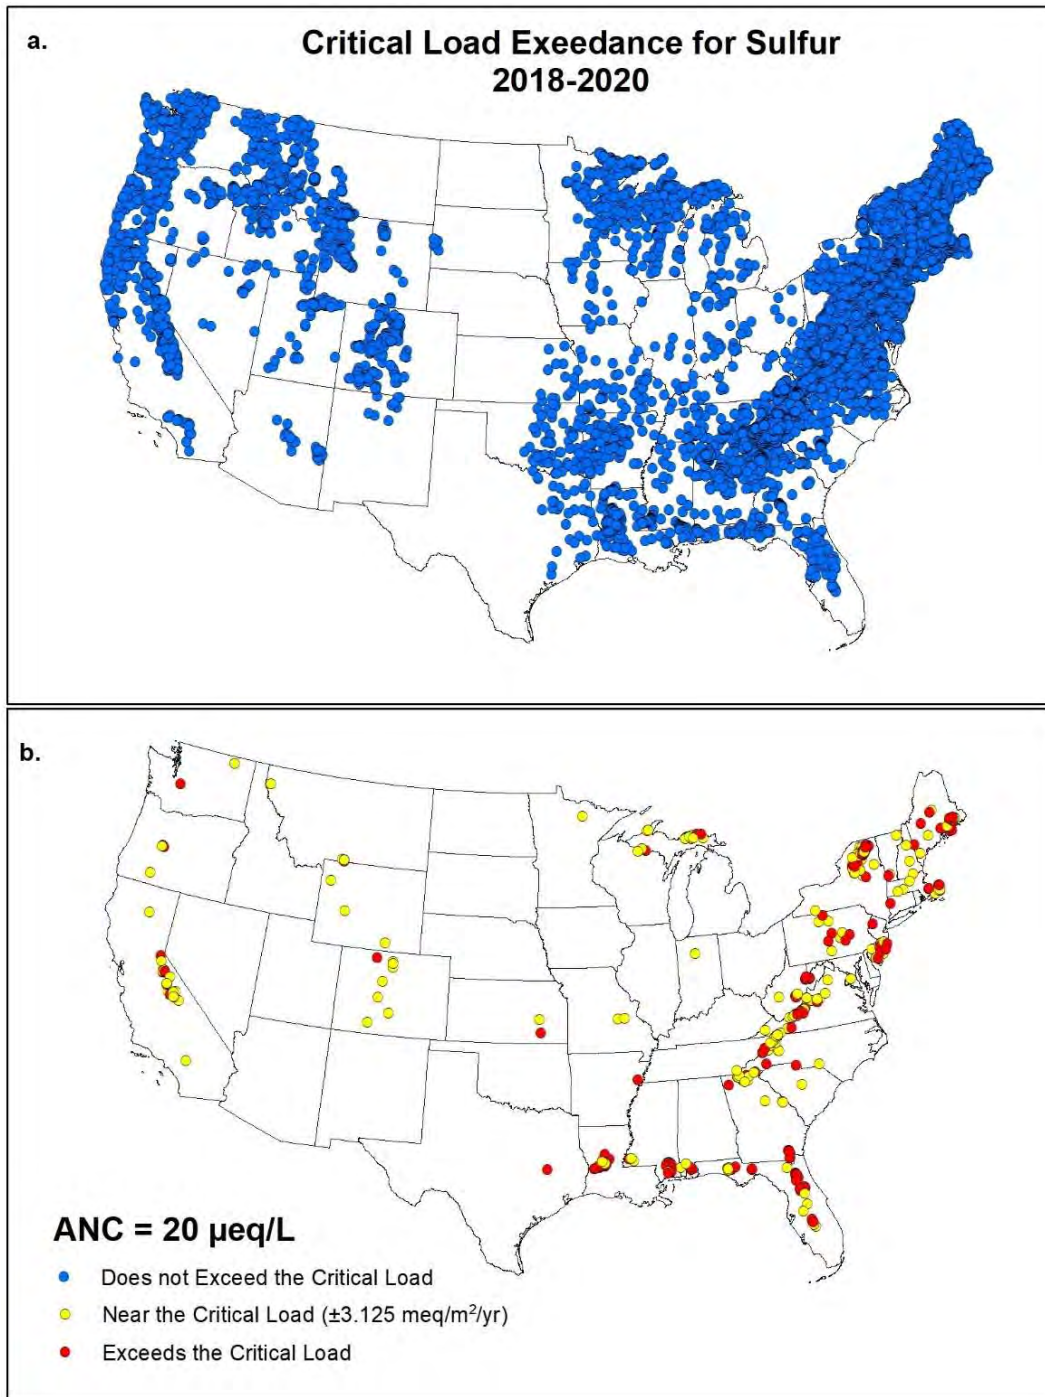 a.
Critical Load Exeedance for Sulfur
2018-2020
b.
ANC = 20 µeq/L
Does not Exceed the Critical Load
Near the Critical Load (±3.125 meq/m²/yr)
Exceeds the Critical Load